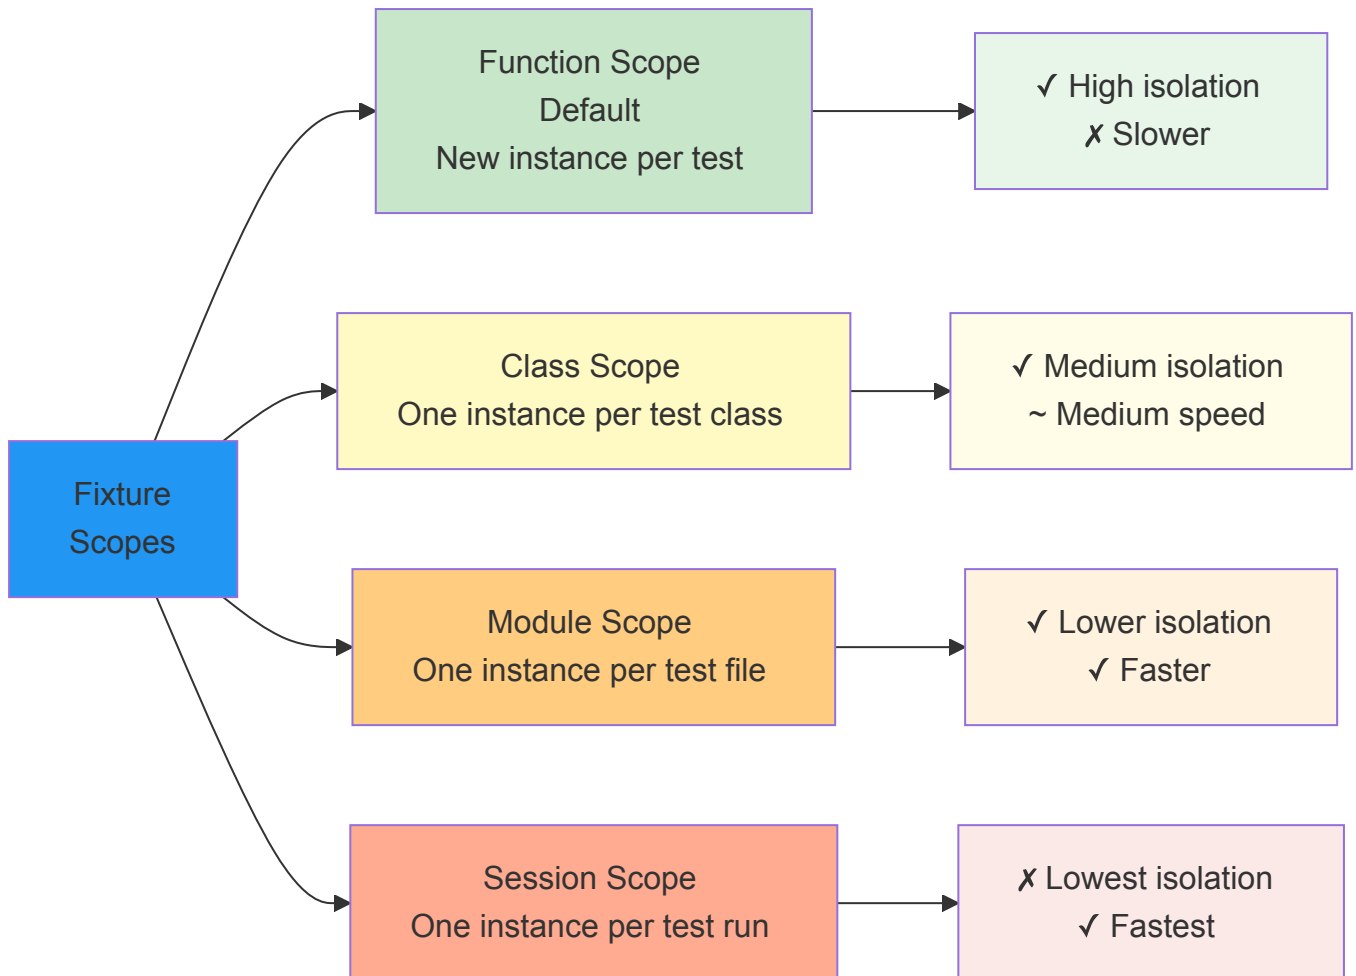 Function Scope
Default
New instance per test
✓ High isolation
✗ Slower
Class Scope
One instance per test class
✓ Medium isolation
~ Medium speed
Fixture
Scopes
Module Scope
One instance per test file
✓ Lower isolation
✓ Faster
Session Scope
One instance per test run
✗ Lowest isolation
✓ Fastest